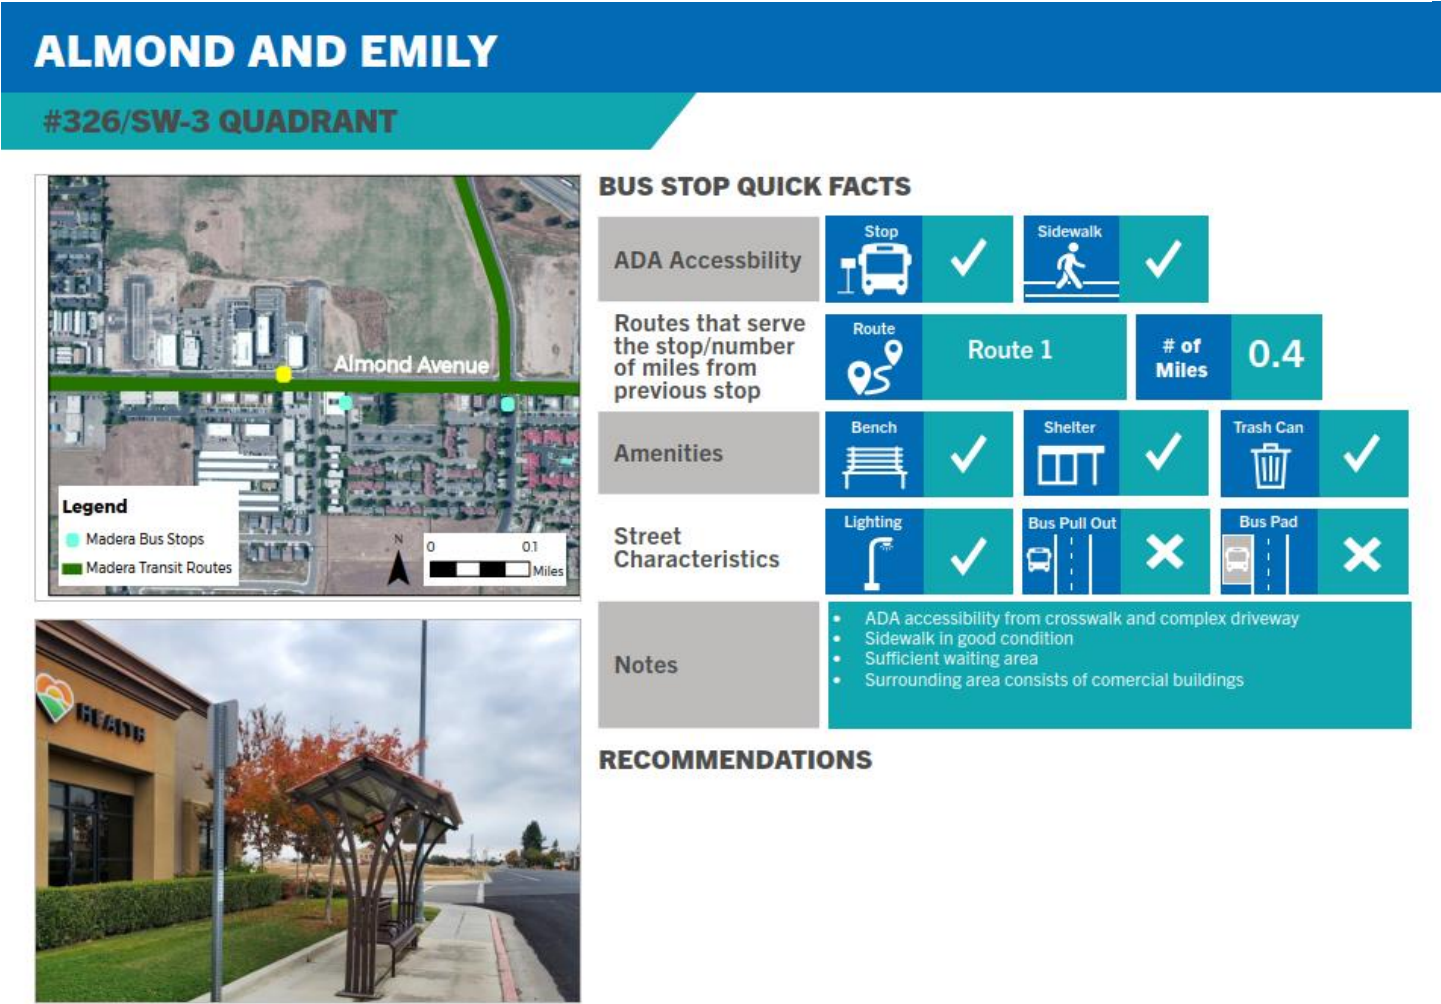 ALMOND AND EMILY
#326/SW-3 QUADRANT
Almond Avenue
Legend
Madera Bus Stops
Madera Transit Routes
N
0 0.1
Miles
HEALTH
BUS STOP QUICK FACTS
ADA Accessbility
Stop
Sidewalk
Routes that serve
the stop/number
of miles from
previous stop
Route
Route 1
# of
Miles
0.4
Amenities
Bench
Shelter
Trash Can
Street
Characteristics
Lighting
Bus Pull Out
Bus Pad
Notes
• ADA accessibility from crosswalk and complex driveway
• Sidewalk in good condition
• Sufficient waiting area
• Surrounding area consists of comercial buildings
RECOMMENDATIONS